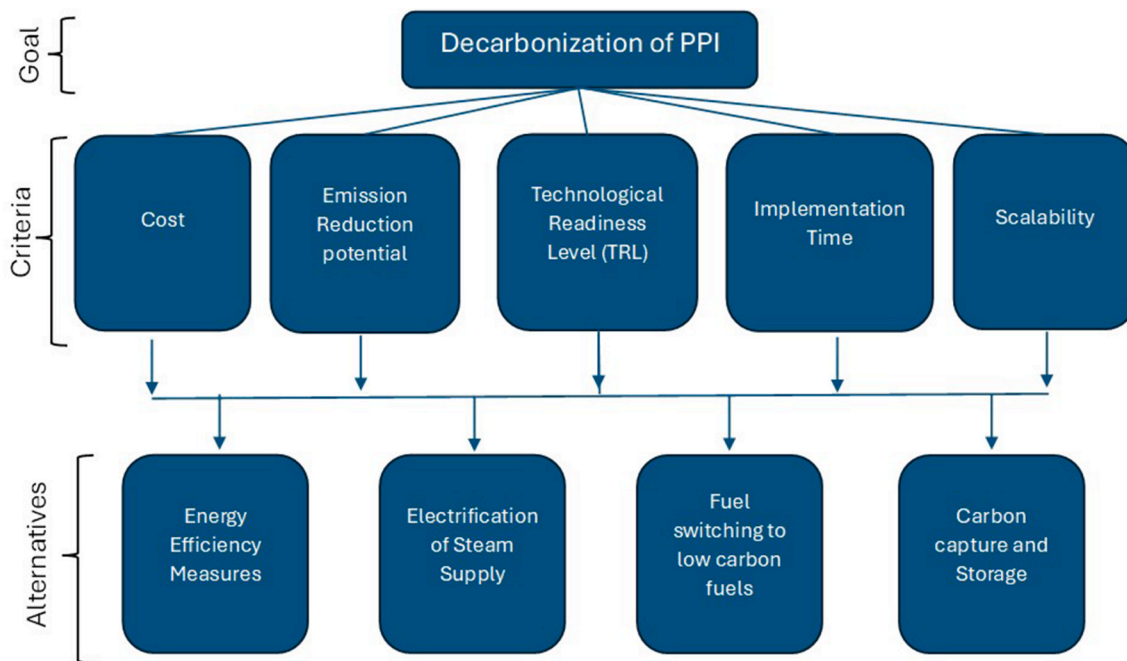 Goal
Decarbonization of PPI
Criteria
Cost
Emission
Reduction
potential
Technological
Readiness
Level (TRL)
Implementation
Time
Scalability
Alternatives
Energy
Efficiency
Measures
Electrification
of Steam
Supply
Fuel
switching to
low carbon
fuels
Carbon
capture and
Storage